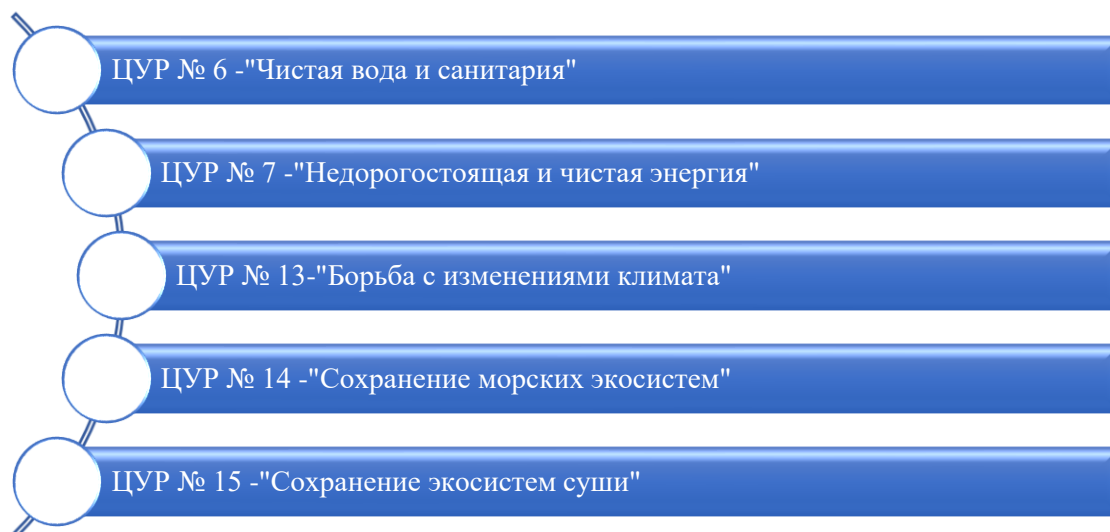 ЦУР № 6 -"Чистая вода и санитария"
ЦУР № 7 -"Недорогостоящая и чистая энергия"
ЦУР № 13-"Борьба с изменениями климата"
ЦУР № 14 -"Сохранение морских экосистем"
ЦУР № 15 -"Сохранение экосистем суши"